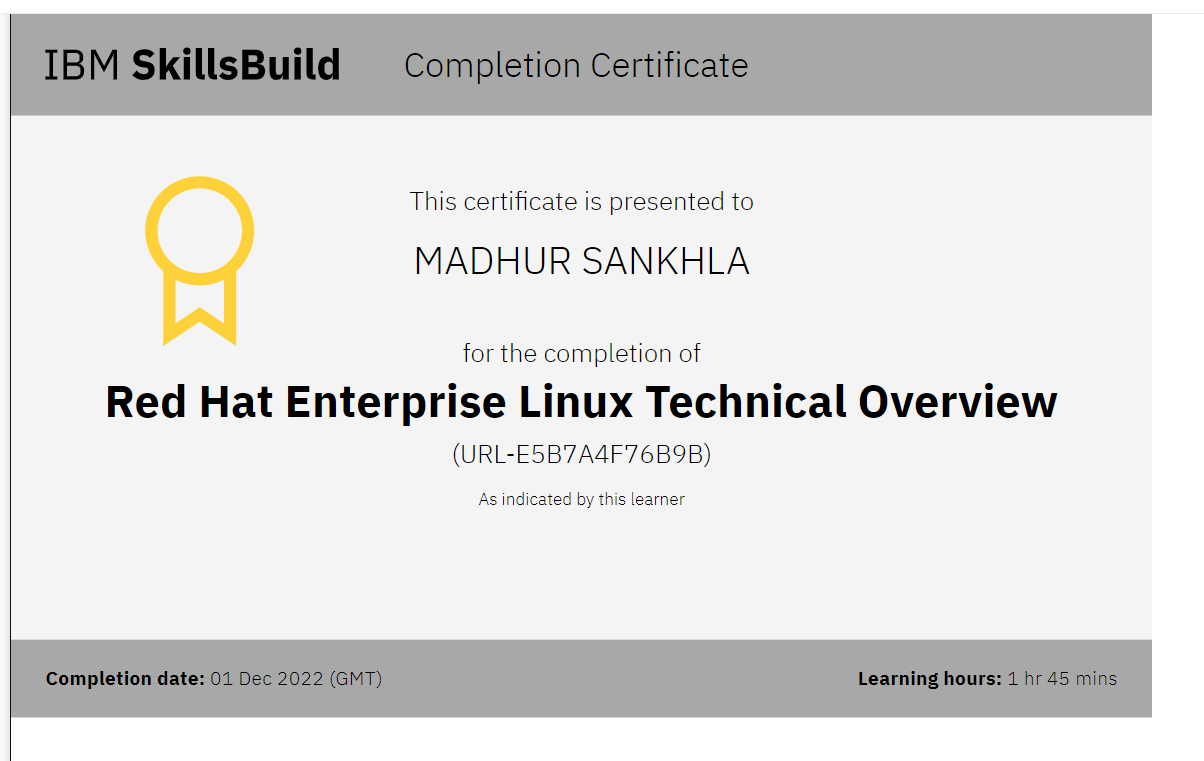 IBM SkillsBuild Completion Certificate
This certificate is presented to
MADHUR SANKHLA
for the completion of
Red Hat Enterprise Linux Technical Overview
(URL-E5B7A4F76B9B)
As indicated by this learner
Completion date: 01 Dec 2022 (GMT) Learning hours: 1 hr 45 mins